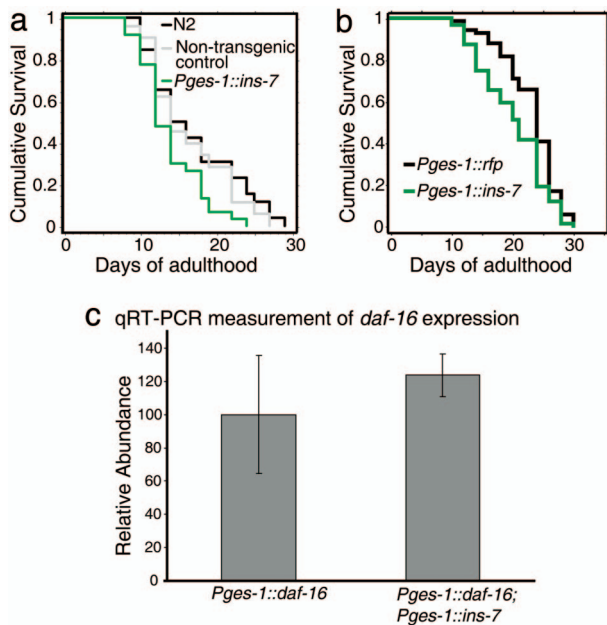 a
N2
Non-transgenic
control
Pges-1::ins-7
Cumulative Survival
1
0.8
0.6
0.4
0.2
0
0
10
20
30
Days of adulthood
b
Pges-1::rfp
Pges-1::ins-7
Cumulative Survival
1
0.8
0.6
0.4
0.2
0
0
10
20
30
Days of adulthood
c qRT-PCR measurement of daf-16 expression
Relative Abundance
140
120
100
80
60
40
20
0
Pges-1::daf-16
Pges-1::daf-16;
Pges-1::ins-7